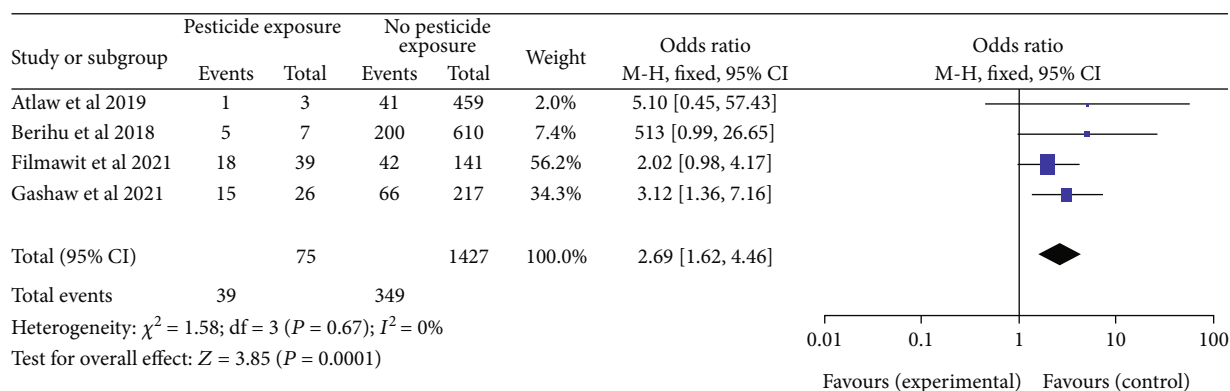 Study or subgroup Pesticide exposure No pesticide exposure Weight Odds ratio M-H, fixed, 95% CI Odds ratio M-H, fixed, 95% CI
Events Total Events Total
Atlaw et al 2019 1 3 41 459 2.0% 5.10 [0.45, 57.43]
Berihu et al 2018 5 7 200 610 7.4% 513 [0.99, 26.65]
Filmawit et al 2021 18 39 42 141 56.2% 2.02 [0.98, 4.17]
Gashaw et al 2021 15 26 66 217 34.3% 3.12 [1.36, 7.16]
Total (95% CI) 75 1427 100.0% 2.69 [1.62, 4.46]
Total events 39 349
Heterogeneity: χ² = 1.58; df = 3 (P = 0.67); I² = 0%
Test for overall effect: Z = 3.85 (P = 0.0001)
0.01 0.1 1 10 100
Favours (experimental) Favours (control)